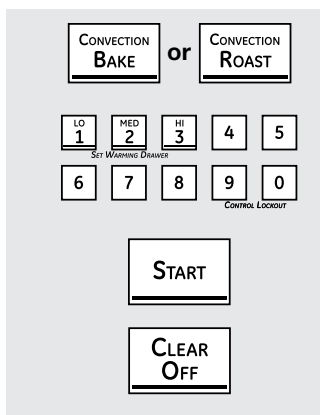 CONVECTION CONVECTION
BAKE or ROAST
LO MED HI
1 2 3 4 5
SET WARMING DRAWER
6 7 8 9 0
CONTROL LOCKOUT
START
CLEAR
OFF